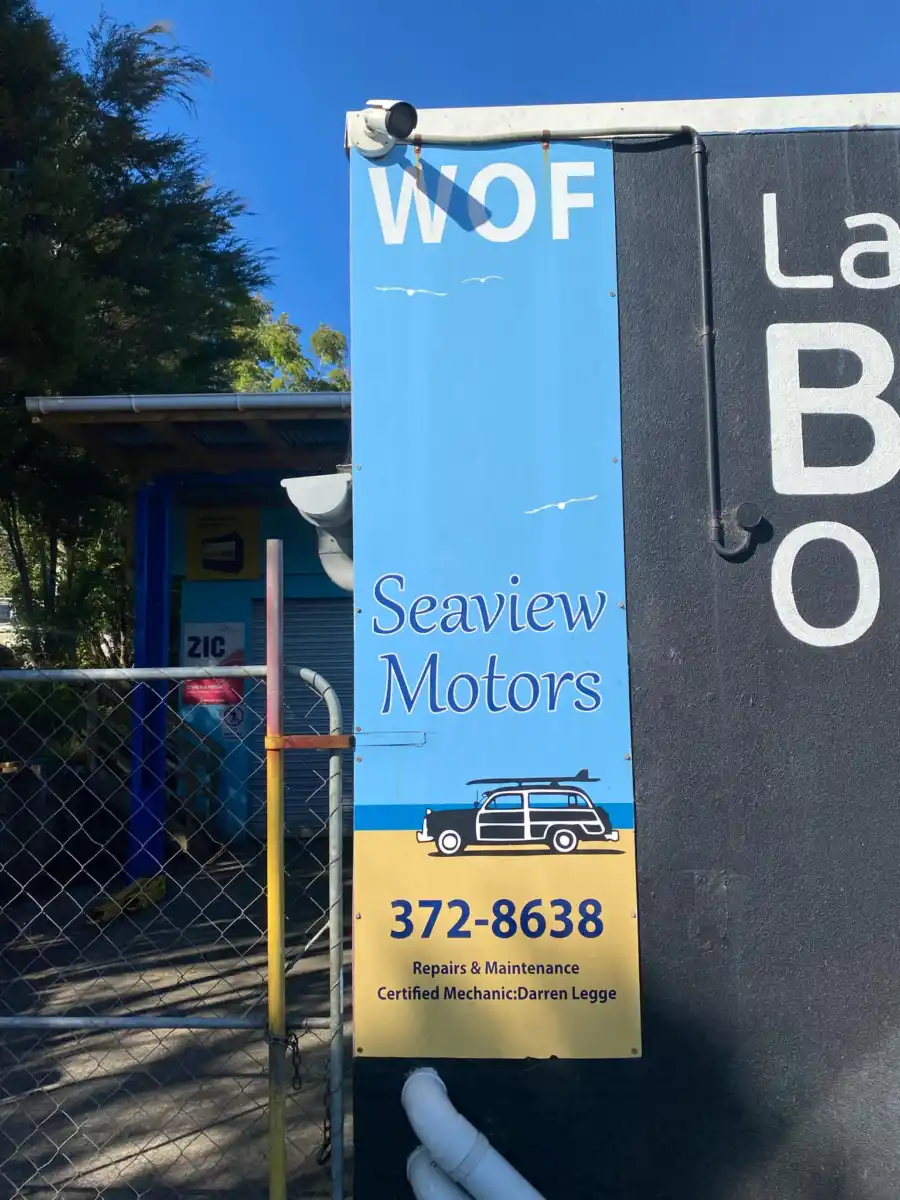 WOF
Seaview
Motors
372-8638
Repairs & Maintenance
Certified Mechanic:Darren Legge
La
B
O
ZIC